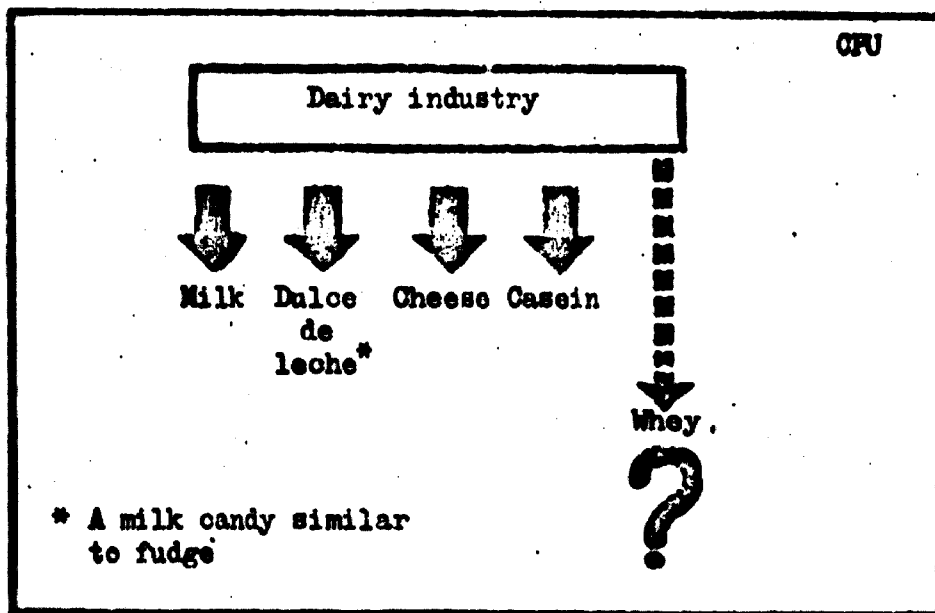 CPU
Dairy industry
Milk Dulce Cheese Casein
de
leche*
Whey
?
* A milk candy similar
to fudge